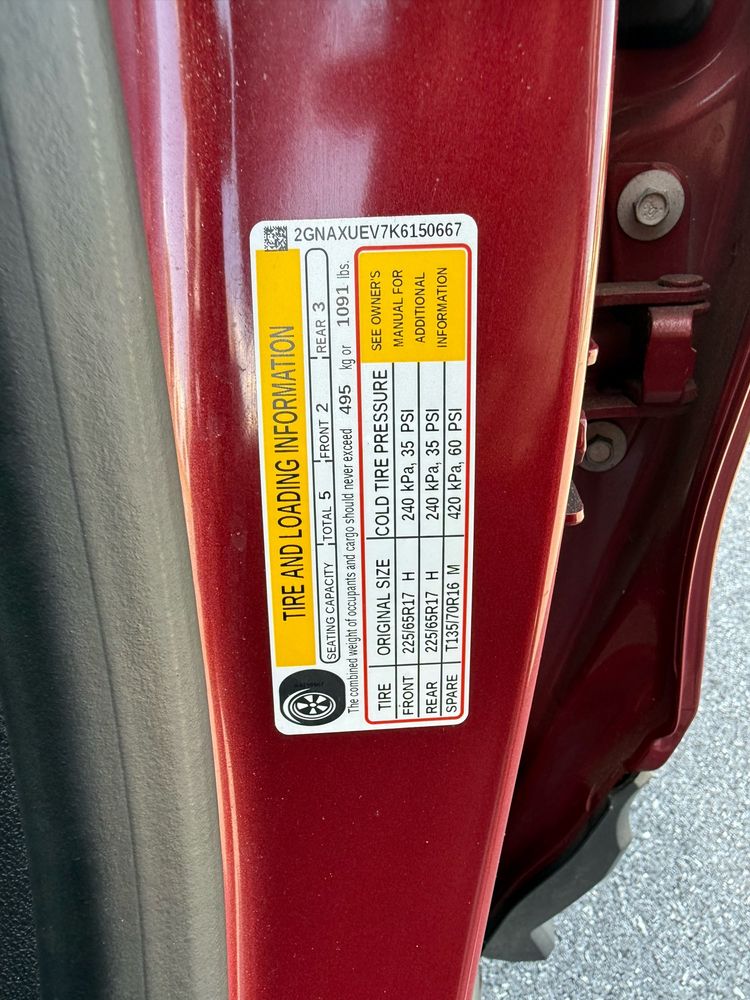 2GNAXUEV7K6150667
TIRE AND LOADING INFORMATION
SEATING CAPACITY TOTAL 5 FRONT 2 REAR 3
The combined weight of occupants and cargo should never exceed 495 kg or 1091 lbs.
TIRE ORIGINAL SIZE COLD TIRE PRESSURE
FRONT 225/65R17 H 240 kPa, 35 PSI
REAR 225/65R17 H 240 kPa, 35 PSI
SPARE T135/70R16 M 420 kPa, 60 PSI
SEE OWNER'S
MANUAL FOR
ADDITIONAL
INFORMATION